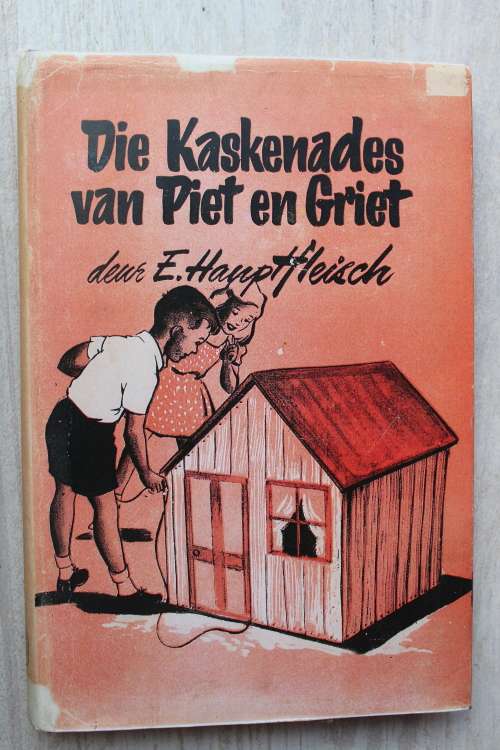 Die Kaskenades
van Piet en Griet
deur E. Hauptfleisch